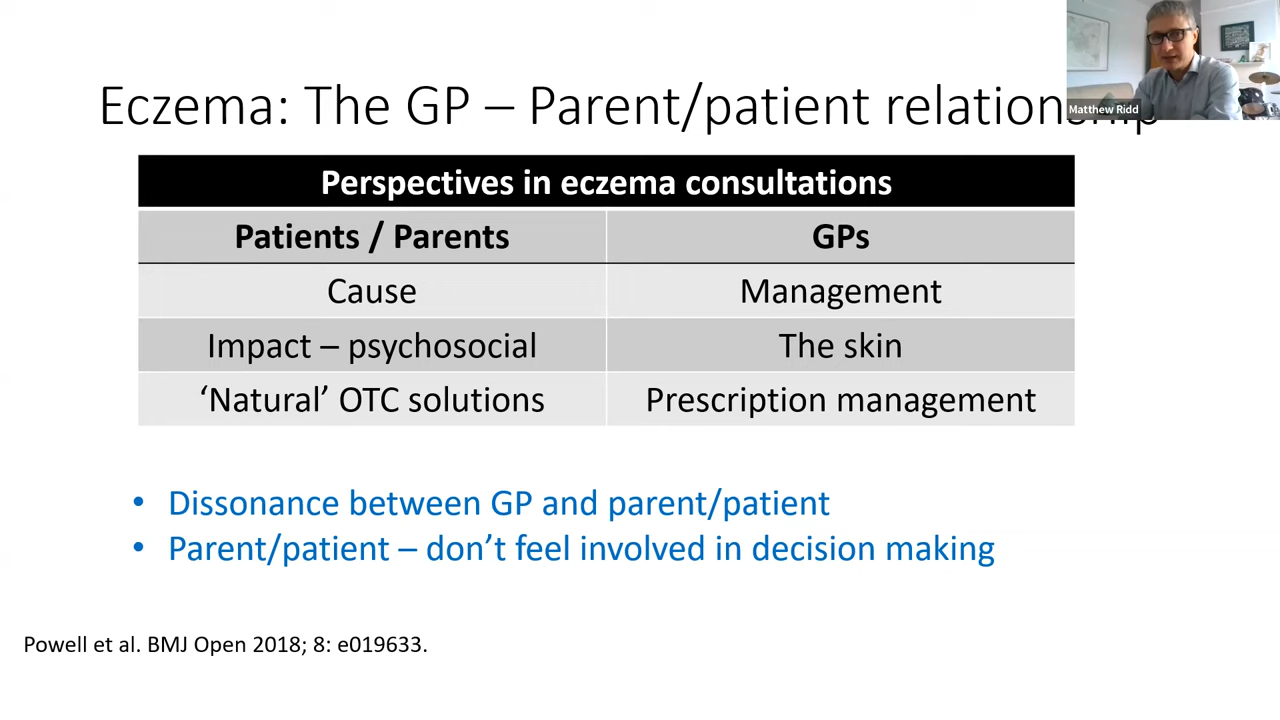 Eczema: The GP – Parent/patient relationship
Matthew Ridd
Perspectives in eczema consultations
Patients / Parents GPs
Cause Management
Impact – psychosocial The skin
‘Natural’ OTC solutions Prescription management
• Dissonance between GP and parent/patient
• Parent/patient – don’t feel involved in decision making
Powell et al. BMJ Open 2018; 8: e019633.